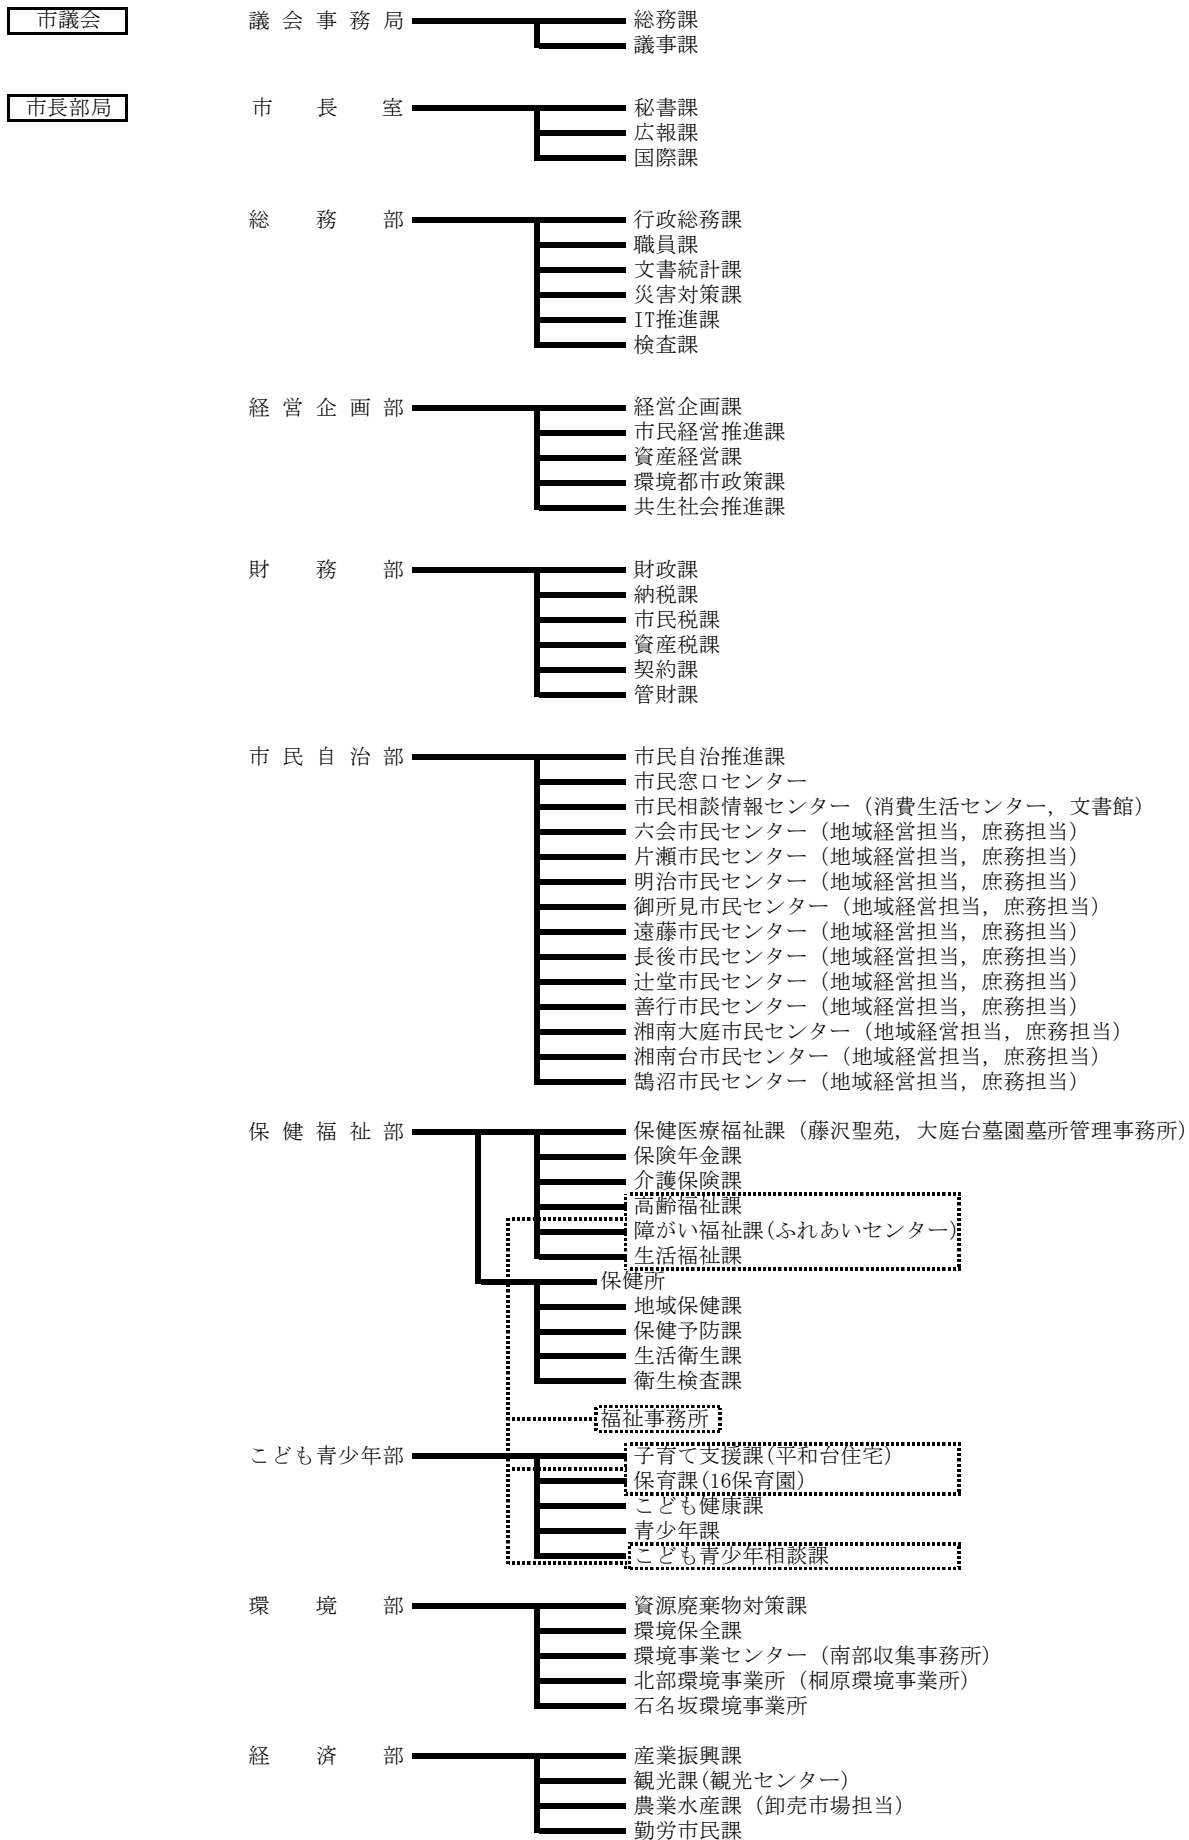 市議会 議会事務局 総務課
議事課
市長部局 市長室 秘書課
広報課
国際課
総務部 行政総務課
職員課
文書統計課
災害対策課
IT推進課
検査課
経営企画部 経営企画課
市民経営推進課
資産経営課
環境都市政策課
共生社会推進課
財務部 財政課
納税課
市民税課
資産税課
契約課
管財課
市民自治部 市民自治推進課
市民窓口センター
市民相談情報センター（消費生活センター，文書館）
六会市民センター（地域経営担当，庶務担当）
片瀬市民センター（地域経営担当，庶務担当）
明治市民センター（地域経営担当，庶務担当）
御所見市民センター（地域経営担当，庶務担当）
遠藤市民センター（地域経営担当，庶務担当）
長後市民センター（地域経営担当，庶務担当）
辻堂市民センター（地域経営担当，庶務担当）
善行市民センター（地域経営担当，庶務担当）
湘南大庭市民センター（地域経営担当，庶務担当）
湘南台市民センター（地域経営担当，庶務担当）
鵠沼市民センター（地域経営担当，庶務担当）
保健福祉部 保健医療福祉課（藤沢聖苑，大庭台墓園墓所管理事務所）
保険年金課
介護保険課
高齢福祉課
障がい福祉課(ふれあいセンター)
生活福祉課
保健所
地域保健課
保健予防課
生活衛生課
衛生検査課
福祉事務所
こども青少年部 子育て支援課(平和台住宅)
保育課(16保育園)
こども健康課
青少年課
こども青少年相談課
環境部 資源廃棄物対策課
環境保全課
環境事業センター（南部収集事務所）
北部環境事業所（桐原環境事業所）
石名坂環境事業所
経済部 産業振興課
観光課(観光センター)
農業水産課（卸売市場担当）
勤労市民課